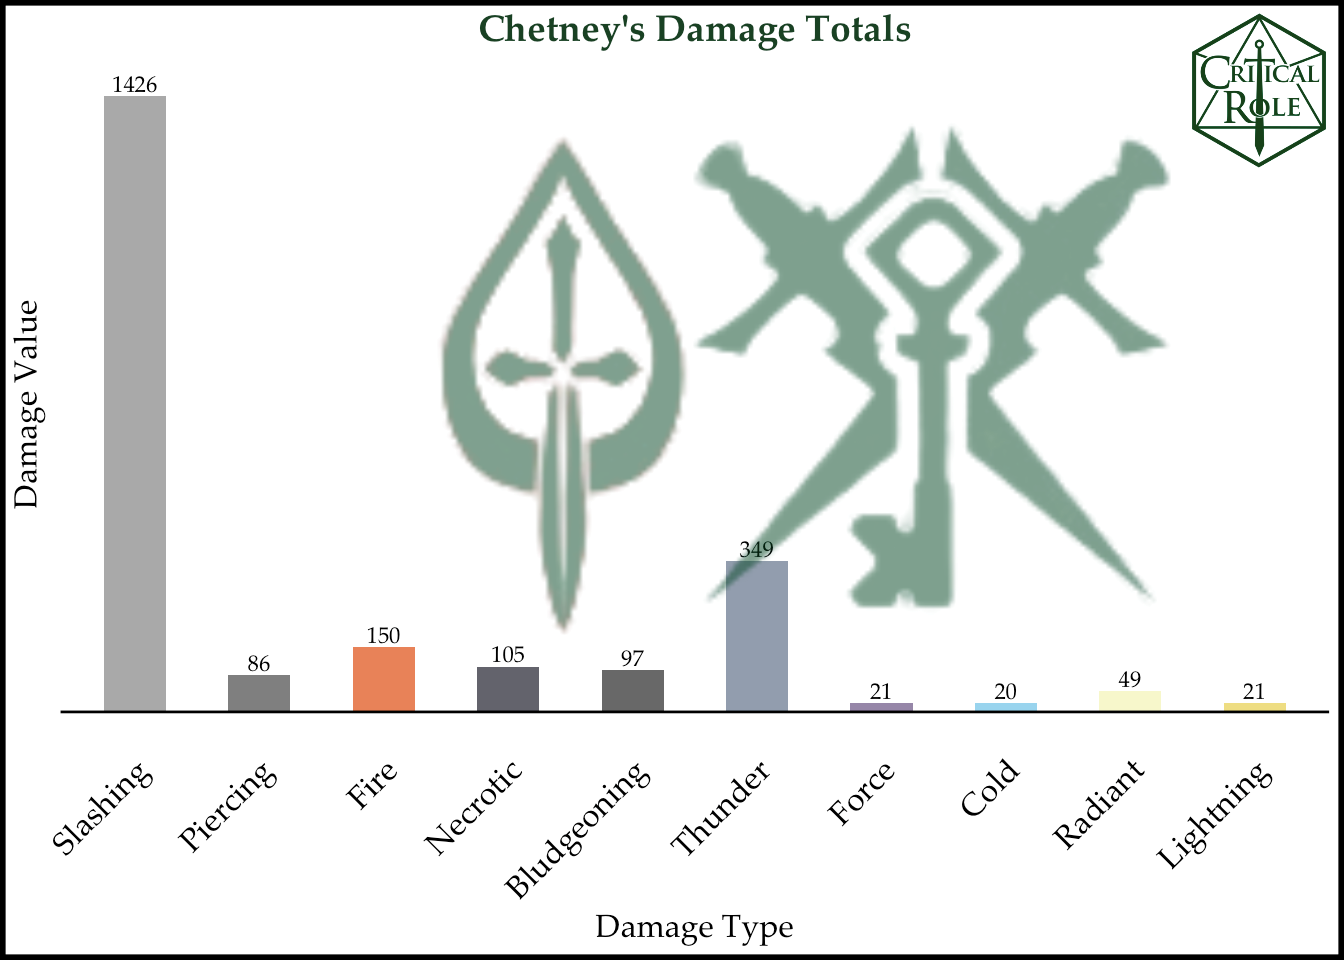 Chetney's Damage Totals
CRITICAL
ROLE
Damage Value
1426
86
150
105
97
349
21
20
49
21
Slashing
Piercing
Fire
Necrotic
Bludgeoning
Thunder
Force
Cold
Radiant
Lightning
Damage Type